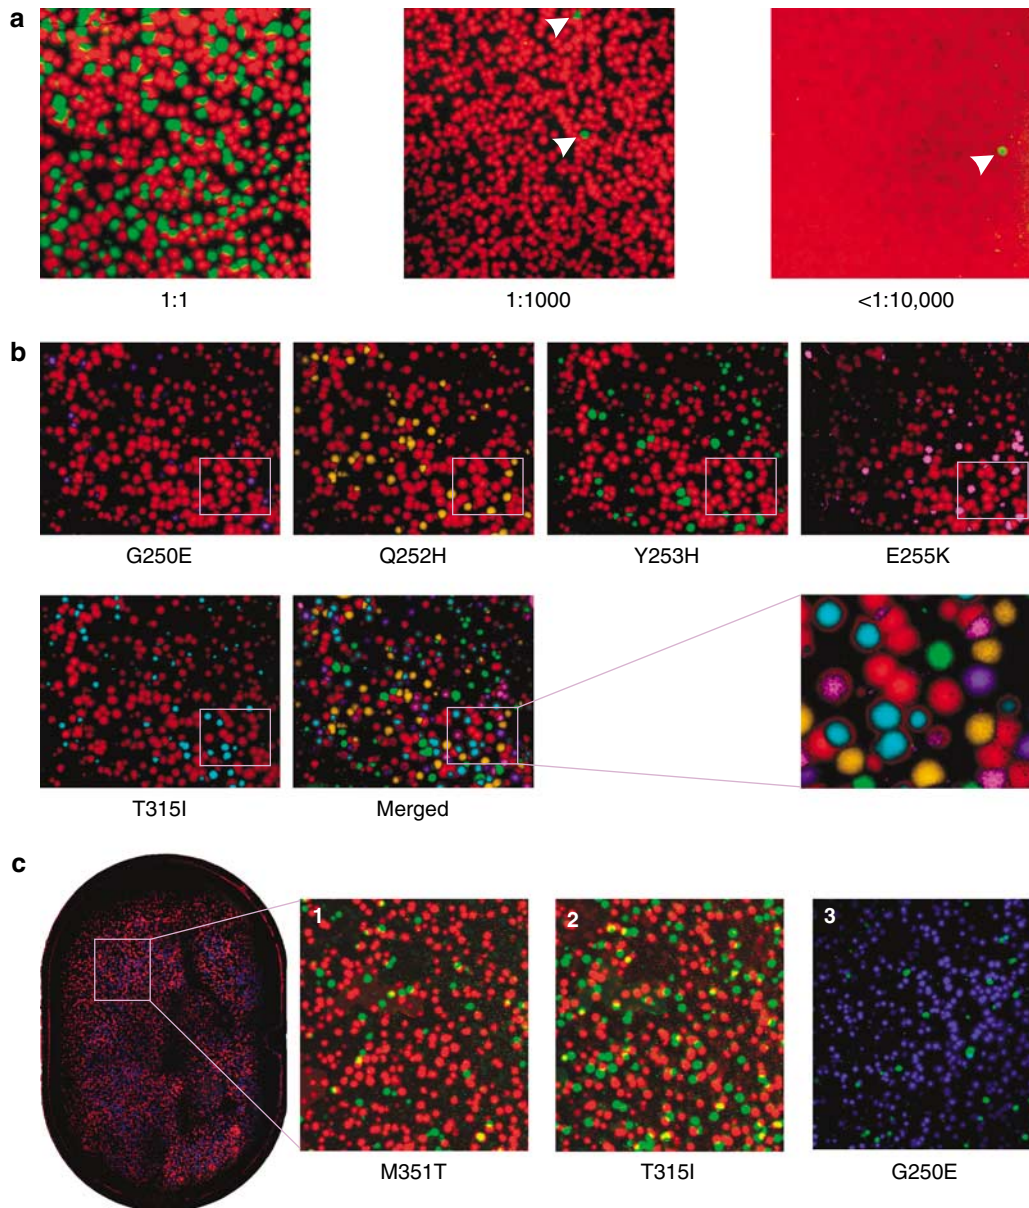 a
1:1
1:1000
<1:10,000
b
G250E
Q252H
Y253H
E255K
T315I
Merged
c
1
2
3
M351T
T315I
G250E